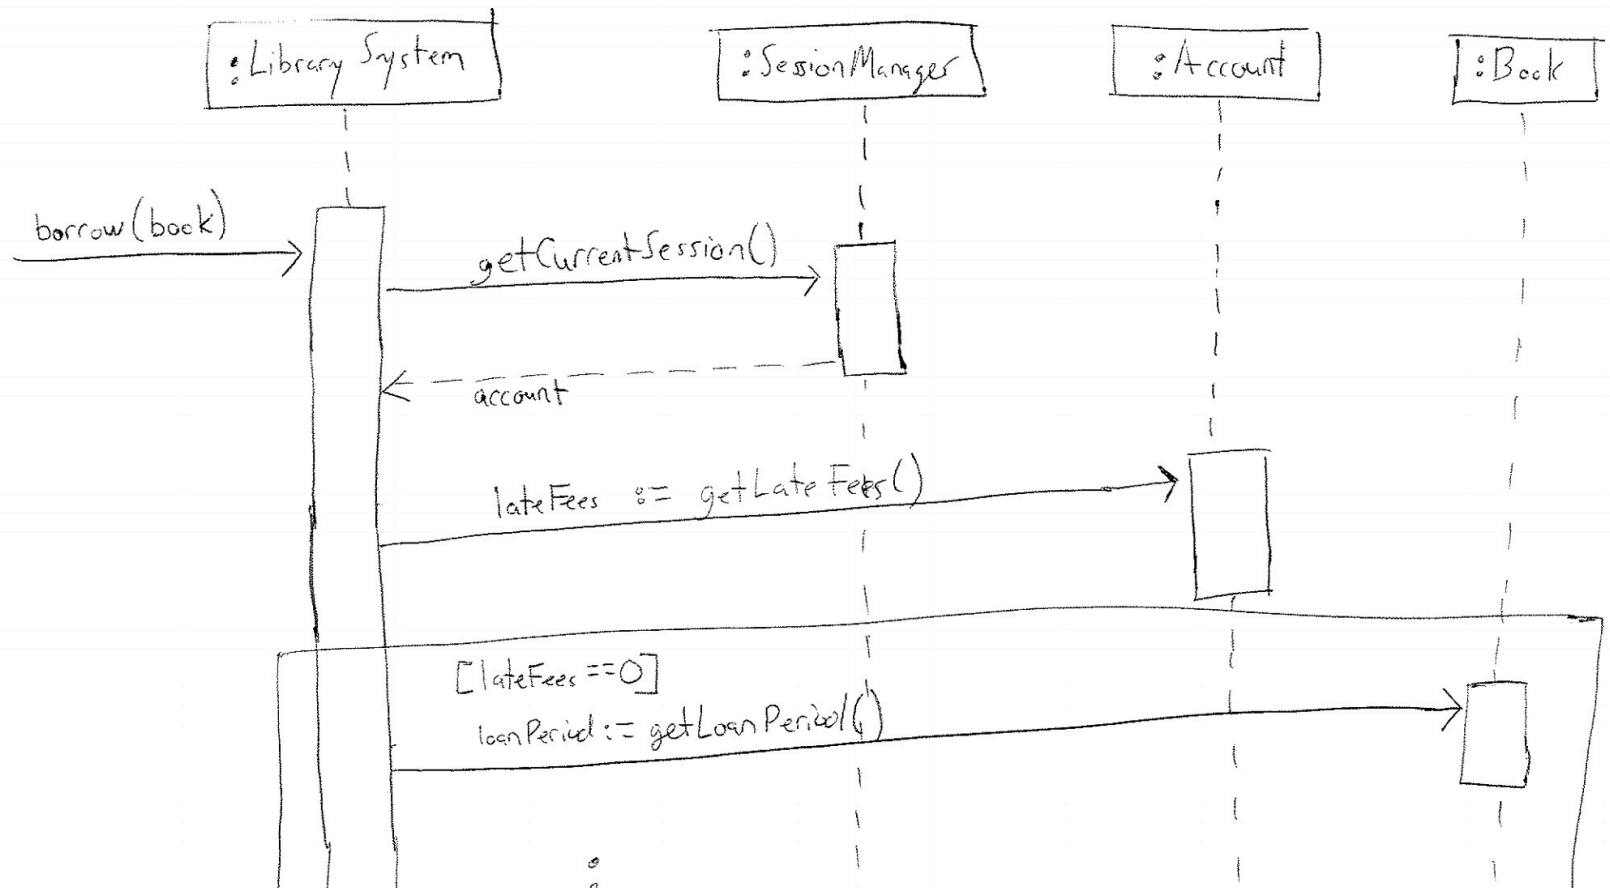 :Library System
:SessionManager
:Account
:Book
borrow(book)
getCurrentSession()
account
lateFees := getLateFees()
[lateFees==0]
loanPeriod:= getLoanPeriod()